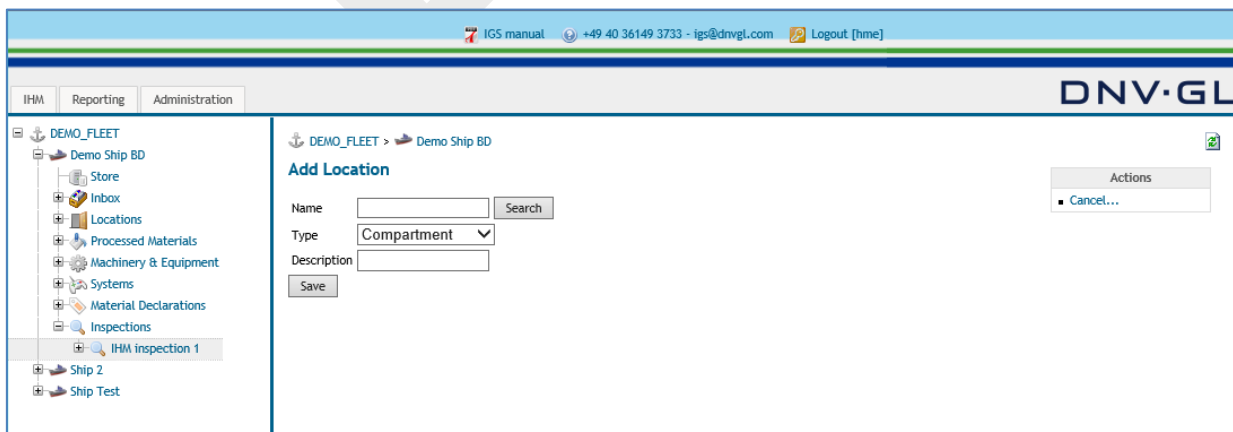 IGS manual +49 40 36149 3733 - igs@dnvgl.com Logout [hme]
IHM Reporting Administration
DNV·GL
DEMO_FLEET
Demo Ship BD
Store
Inbox
Locations
Processed Materials
Machinery & Equipment
Systems
Material Declarations
Inspections
IHM inspection 1
Ship 2
Ship Test
DEMO_FLEET > Demo Ship BD
Add Location
Name Search
Type Compartment
Description
Save
Actions
Cancel...